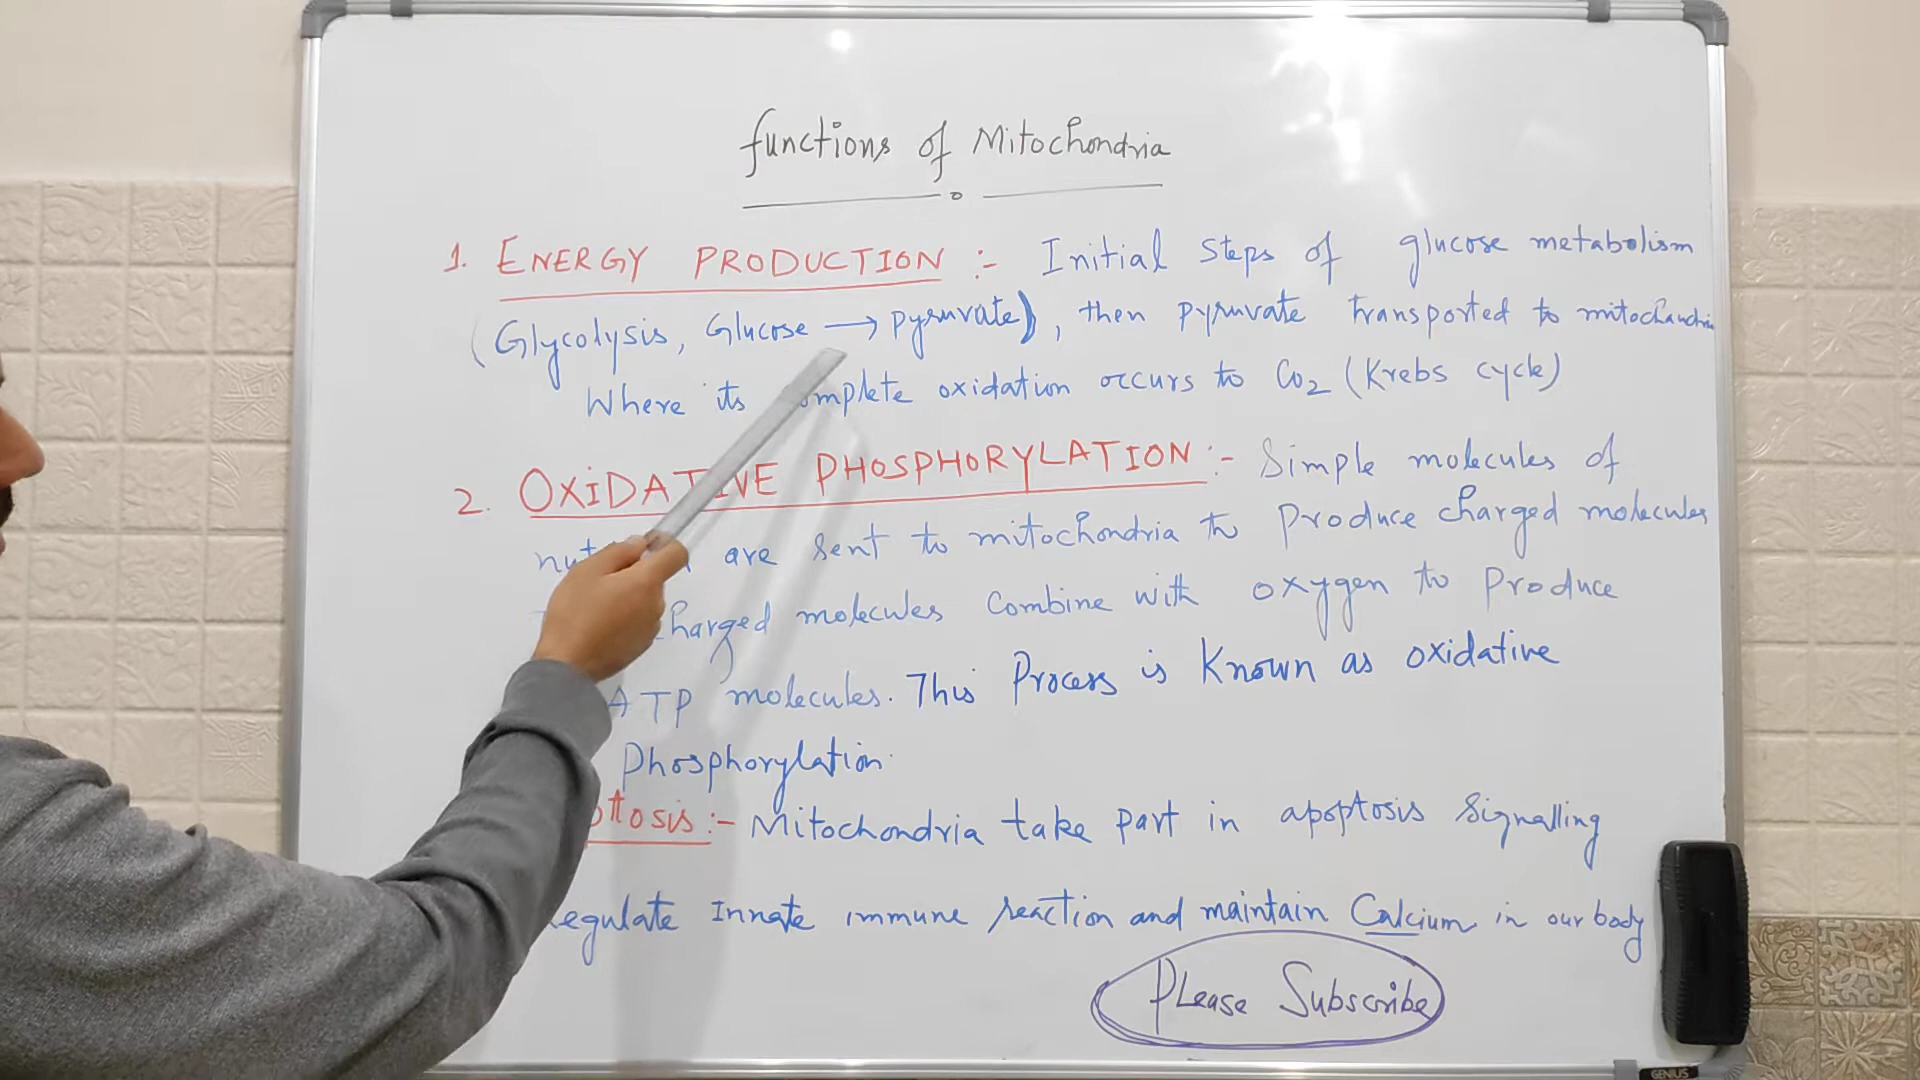 functions of Mitochondria
1. ENERGY PRODUCTION :- Initial steps of glucose metabolism
(Glycolysis, Glucose → pyruvate), then pyruvate transported to mitochondria
Where its complete oxidation occurs to CO2 (Krebs cycle)
2. OXIDATIVE PHOSPHORYLATION :- Simple molecules of
are sent to mitochondria to produce charged molecules
charged molecules combine with oxygen to produce
ATP molecules. This process is known as oxidative
Phosphorylation.
:- Mitochondria take part in apoptosis signalling
regulate Innate immune reaction and maintain Calcium in our body
PLease Subscribe
GENIUS